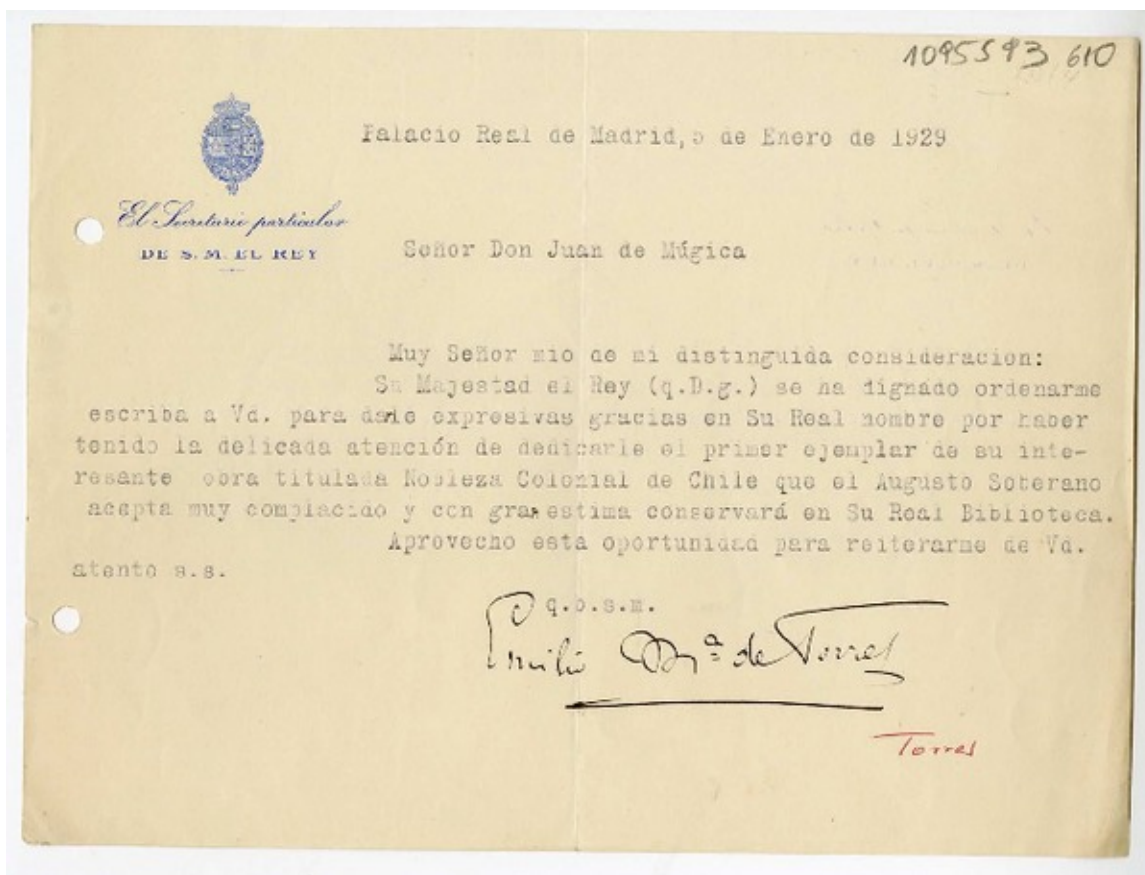 1095593 610
Palacio Real de Madrid, 5 de Enero de 1929
El Secretario particular
DE S. M. EL REY
Señor Don Juan de Múgica
Muy Señor mio de mi distinguida consideracion:
Su Majestad el Rey (q.D.g.) se ha dignado ordenarme
escriba a Vd. para darle expresivas gracias en Su Real nombre por haber
tenido la delicada atención de dedicarle el primer ejemplar de su inte-
resante obra titulada Nobleza Colonial de Chile que el Augusto Soberano
acepta muy complacido y con gran estima conservará en Su Real Biblioteca.
Aprovecho esta oportunidad para reiterarme de Vd.
atento s.s.
q.b.s.m.
Emilio Mª de Torres
Torres